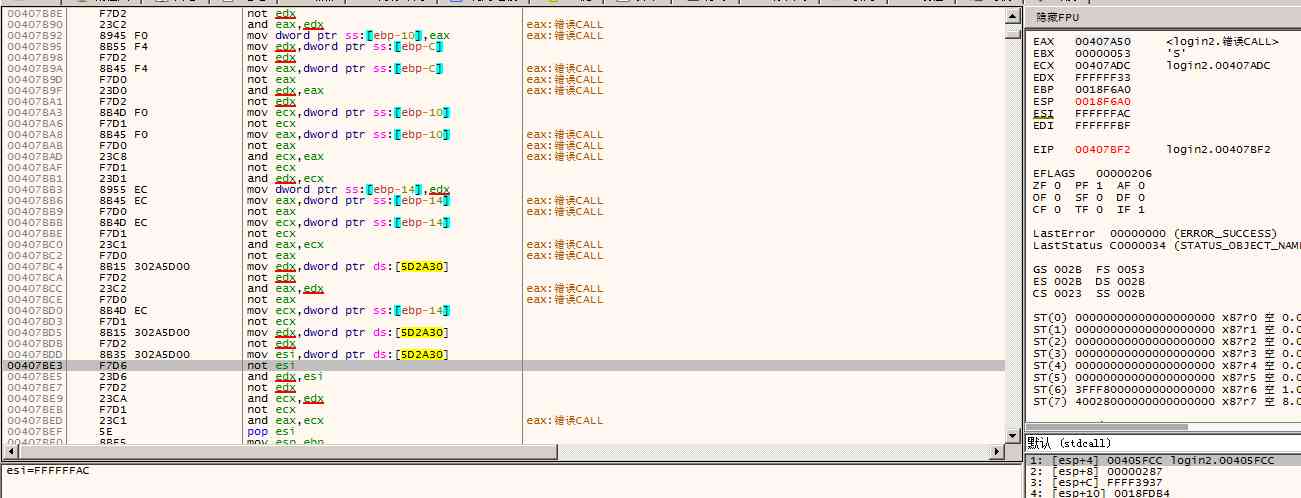 隐藏FPU
00407B8E F7D2 not edx
00407B90 23C2 and eax,edx eax:错误CALL
00407B92 8945 F0 mov dword ptr ss:[ebp-10],eax eax:错误CALL
00407B95 8B55 F4 mov edx,dword ptr ss:[ebp-C]
00407B98 F7D2 not edx
00407B9A 8B45 F4 mov eax,dword ptr ss:[ebp-C] eax:错误CALL
00407B9D F7D0 not eax eax:错误CALL
00407B9F 23D0 and edx,eax eax:错误CALL
00407BA1 F7D2 not edx
00407BA3 8B4D F0 mov ecx,dword ptr ss:[ebp-10]
00407BA6 F7D1 not ecx
00407BA8 8B45 F0 mov eax,dword ptr ss:[ebp-10] eax:错误CALL
00407BAB F7D0 not eax eax:错误CALL
00407BAD 23C8 and ecx,eax eax:错误CALL
00407BAF F7D1 not ecx
00407BB1 23D1 and edx,ecx
00407BB3 8955 EC mov dword ptr ss:[ebp-14],edx
00407BB6 8B45 EC mov eax,dword ptr ss:[ebp-14] eax:错误CALL
00407BB9 F7D0 not eax eax:错误CALL
00407BBB 8B4D EC mov ecx,dword ptr ss:[ebp-14]
00407BBE F7D1 not ecx
00407BC0 23C1 and eax,ecx eax:错误CALL
00407BC2 F7D0 not eax eax:错误CALL
00407BC4 8B15 302A5D00 mov edx,dword ptr ds:[5D2A30]
00407BCA F7D2 not edx
00407BCC 23C2 and eax,edx eax:错误CALL
00407BCE F7D0 not eax eax:错误CALL
00407BD0 8B4D EC mov ecx,dword ptr ss:[ebp-14]
00407BD3 F7D1 not ecx
00407BD5 8B15 302A5D00 mov edx,dword ptr ds:[5D2A30]
00407BDB F7D2 not edx
00407BDD 8B35 302A5D00 mov esi,dword ptr ds:[5D2A30]
00407BE3 F7D6 not esi
00407BE5 23D6 and edx,esi
00407BE7 F7D2 not edx
00407BE9 23CA and ecx,edx
00407BEB F7D1 not ecx
00407BED 23C1 and eax,ecx eax:错误CALL
00407BEF 5E pop esi
00407BF0 8BE5 mov esp,ebp
esi=FFFFFFAC
EAX 00407A50 <login2.错误CALL>
EBX 00000053 'S'
ECX 00407ADC login2.00407ADC
EDX FFFFFF33
EBP 0018F6A0
ESP 0018F6A0
ESI FFFFFFAC
EDI FFFFFFBF
EIP 00407BF2 login2.00407BF2
EFLAGS 00000206
ZF 0 PF 1 AF 0
OF 0 SF 0 DF 0
CF 0 TF 0 IF 1
LastError 00000000 (ERROR_SUCCESS)
LastStatus C0000034 (STATUS_OBJECT_NAM
GS 002B FS 0053
ES 002B DS 002B
CS 0023 SS 002B
ST(0) 00000000000000000000 x87r0 空 0.0
ST(1) 00000000000000000000 x87r1 空 0.0
ST(2) 00000000000000000000 x87r2 空 0.0
ST(3) 00000000000000000000 x87r3 空 0.0
ST(4) 00000000000000000000 x87r4 空 0.0
ST(5) 00000000000000000000 x87r5 空 0.0
ST(6) 3FFF8000000000000000 x87r6 空 1.0
ST(7) 40028000000000000000 x87r7 空 8.0
默认 (stdcall)
1: [esp+4] 00405FCC login2.00405FCC
2: [esp+8] 00000287
3: [esp+C] FFFF3937
4: [esp+10] 0018FDB4